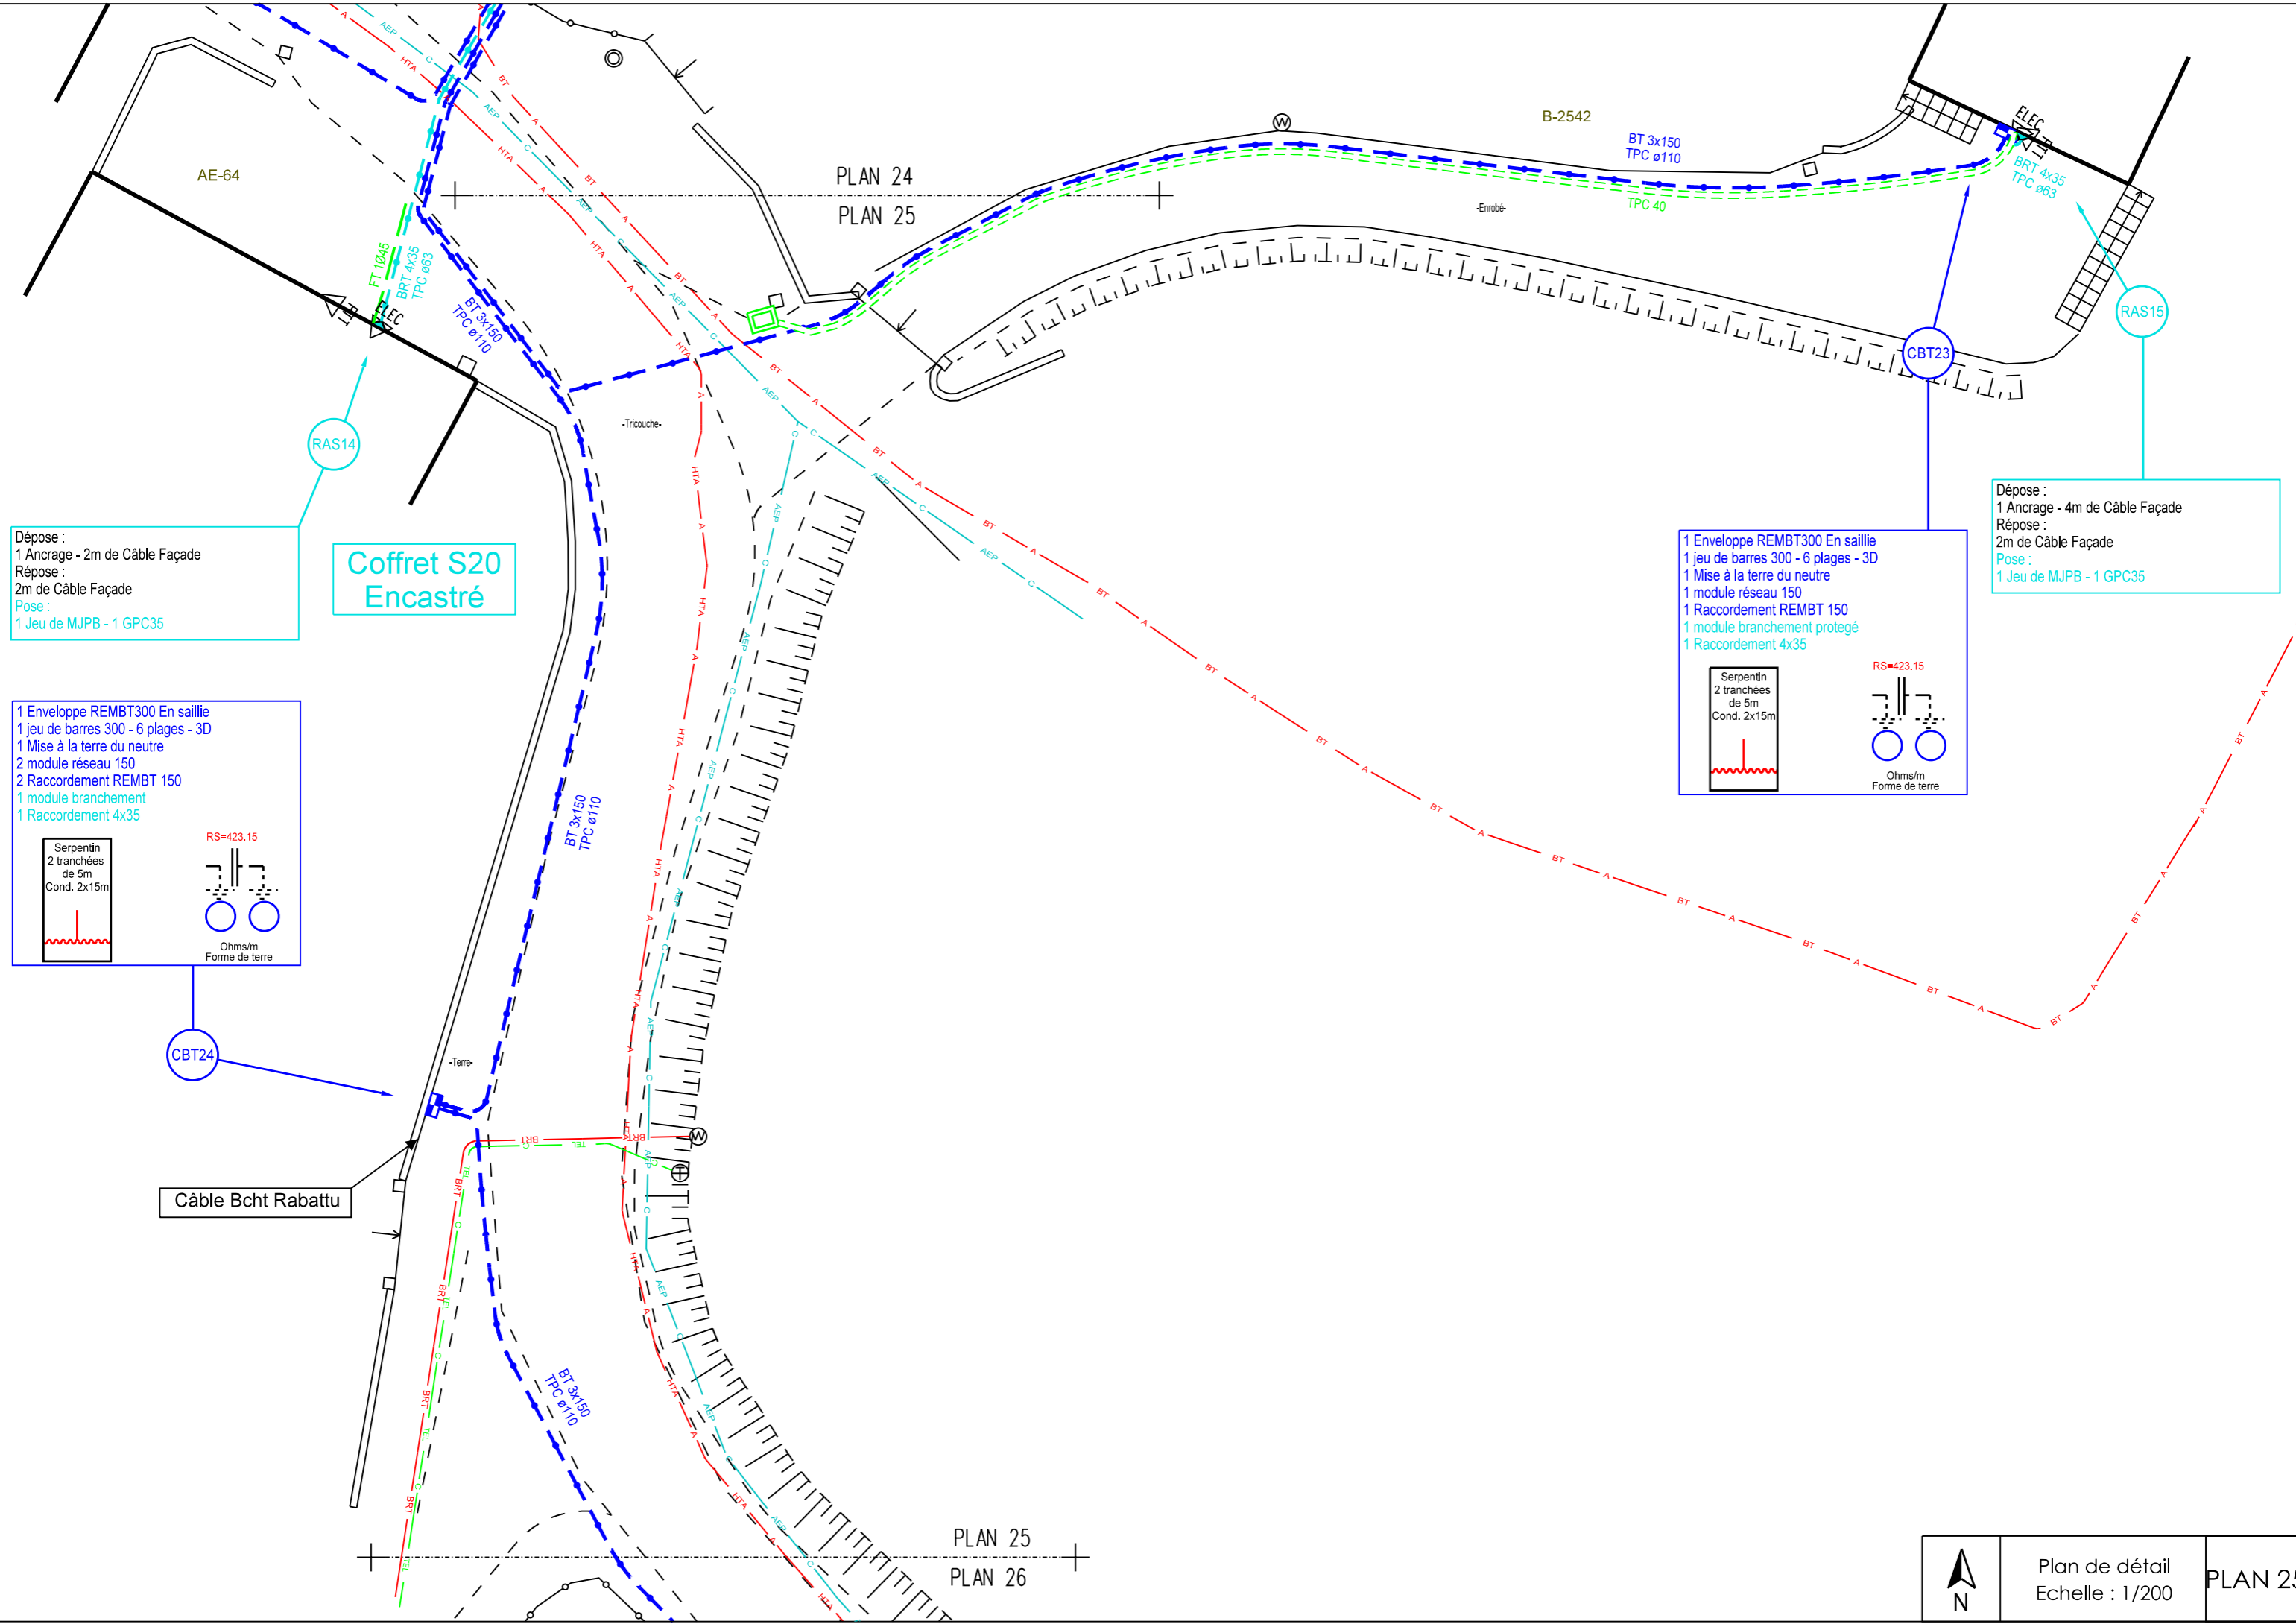 AE-64
B-2542
PLAN 24
PLAN 25
BT 3x150
TPC ø110
TPC 40
-Enrobé-
ELEC
BRT 4x35
TPC ø63
FT 1Ø45
BRT 4x35
TPC ø63
ELEC
BT 3x150
TPC ø110
-Tricouche-
RAS14
RAS15
CBT23
Dépose :
1 Ancrage - 2m de Câble Façade
Répose :
2m de Câble Façade
Pose :
1 Jeu de MJPB - 1 GPC35
Coffret S20
Encastré
Dépose :
1 Ancrage - 4m de Câble Façade
Répose :
2m de Câble Façade
Pose :
1 Jeu de MJPB - 1 GPC35
1 Enveloppe REMBT300 En saillie
1 jeu de barres 300 - 6 plages - 3D
1 Mise à la terre du neutre
1 module réseau 150
1 Raccordement REMBT 150
1 module branchement protegé
1 Raccordement 4x35
Serpentin
2 tranchées
de 5m
Cond. 2x15m
RS=423.15
Ohms/m
Forme de terre
1 Enveloppe REMBT300 En saillie
1 jeu de barres 300 - 6 plages - 3D
1 Mise à la terre du neutre
2 module réseau 150
2 Raccordement REMBT 150
1 module branchement
1 Raccordement 4x35
Serpentin
2 tranchées
de 5m
Cond. 2x15m
RS=423.15
Ohms/m
Forme de terre
BT 3x150
TPC ø110
CBT24
-Terre-
Câble Bcht Rabattu
BT 3x150
TPC ø110
PLAN 25
PLAN 26
N
Plan de détail
Echelle : 1/200
PLAN 25